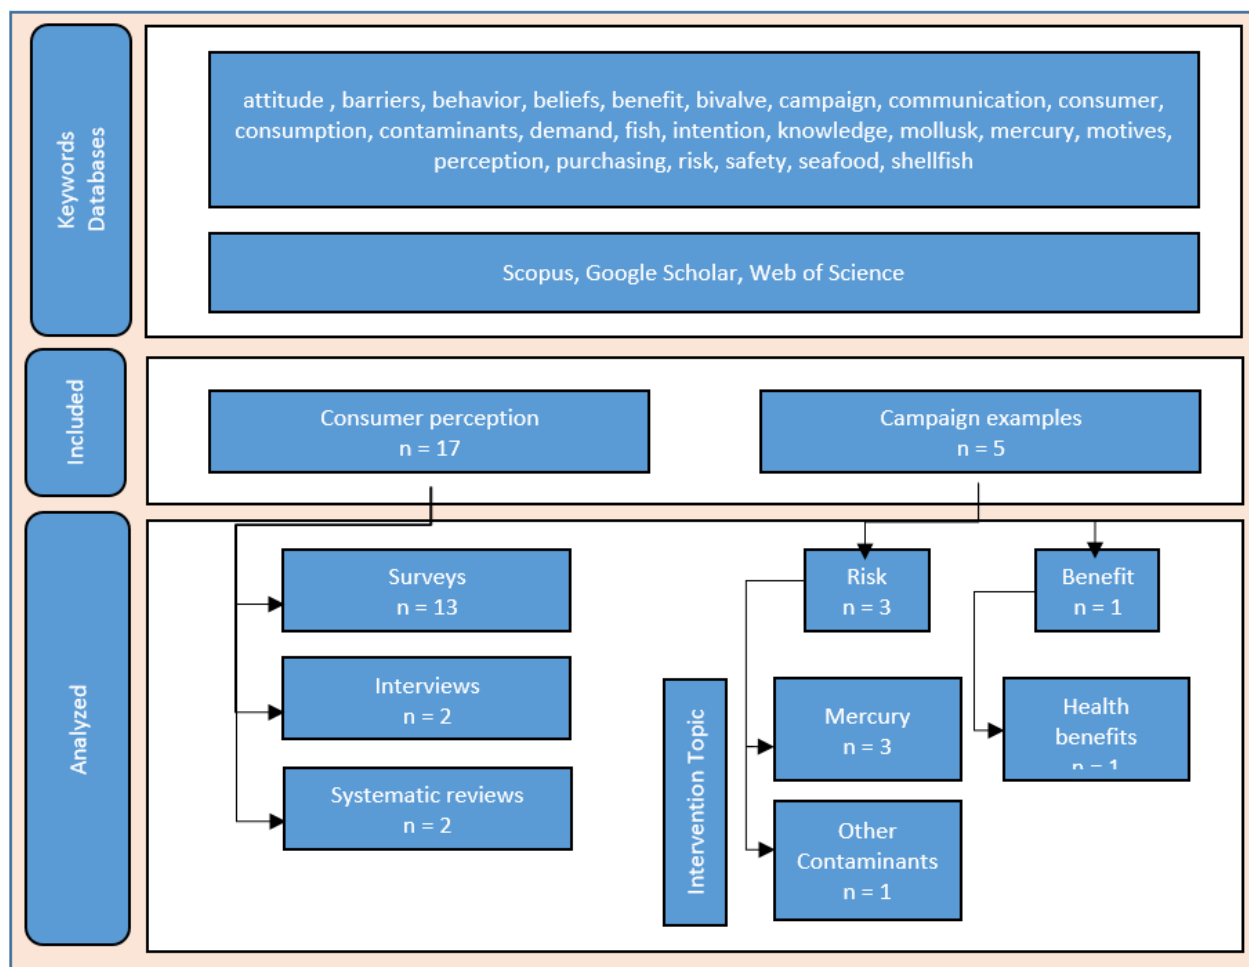 Keywords
Databases
attitude , barriers, behavior, beliefs, benefit, bivalve, campaign, communication, consumer,
consumption, contaminants, demand, fish, intention, knowledge, mollusk, mercury, motives,
perception, purchasing, risk, safety, seafood, shellfish
Scopus, Google Scholar, Web of Science
Included
Consumer perception
n = 17
Campaign examples
n = 5
Analyzed
Surveys
n = 13
Interviews
n = 2
Systematic reviews
n = 2
Risk
n = 3
Benefit
n = 1
Intervention Topic
Mercury
n = 3
Health
benefits
n = 1
Other
Contaminants
n = 1